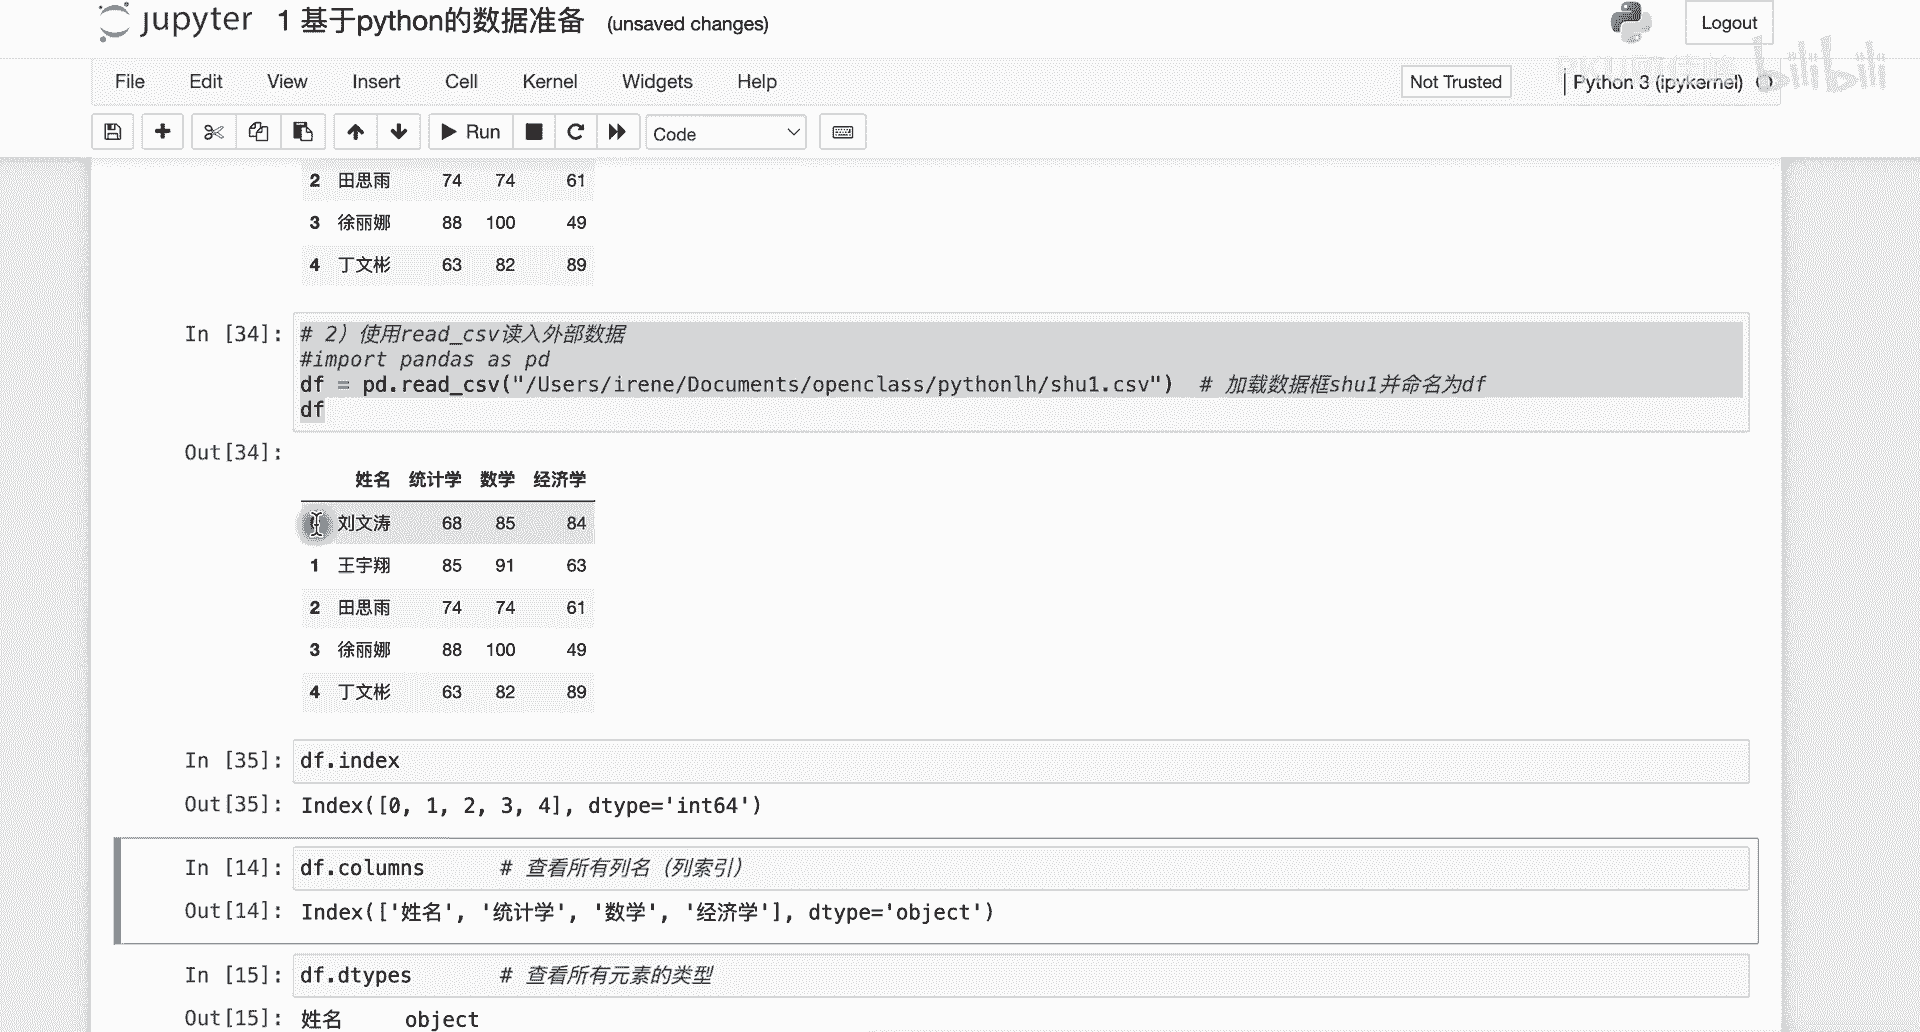 jupyter 1 基于python的数据准备 (unsaved changes) Logout
bilibili
File Edit View Insert Cell Kernel Widgets Help Not Trusted Python 3 (ipykernel)
Run Code
2 田思雨 74 74 61
3 徐丽娜 88 100 49
4 丁文彬 63 82 89
In [34]: # 2）使用read_csv读入外部数据
#import pandas as pd
df = pd.read_csv("/Users/irene/Documents/openclass/pythonlh/shu1.csv") # 加载数据框shu1并命名为df
df
Out[34]:
姓名 统计学 数学 经济学
刘文涛 68 85 84
1 王宇翔 85 91 63
2 田思雨 74 74 61
3 徐丽娜 88 100 49
4 丁文彬 63 82 89
In [35]: df.index
Out[35]: Index([0, 1, 2, 3, 4], dtype='int64')
In [14]: df.columns # 查看所有列名（列索引）
Out[14]: Index(['姓名', '统计学', '数学', '经济学'], dtype='object')
In [15]: df.dtypes # 查看所有元素的类型
Out[15]: 姓名 object